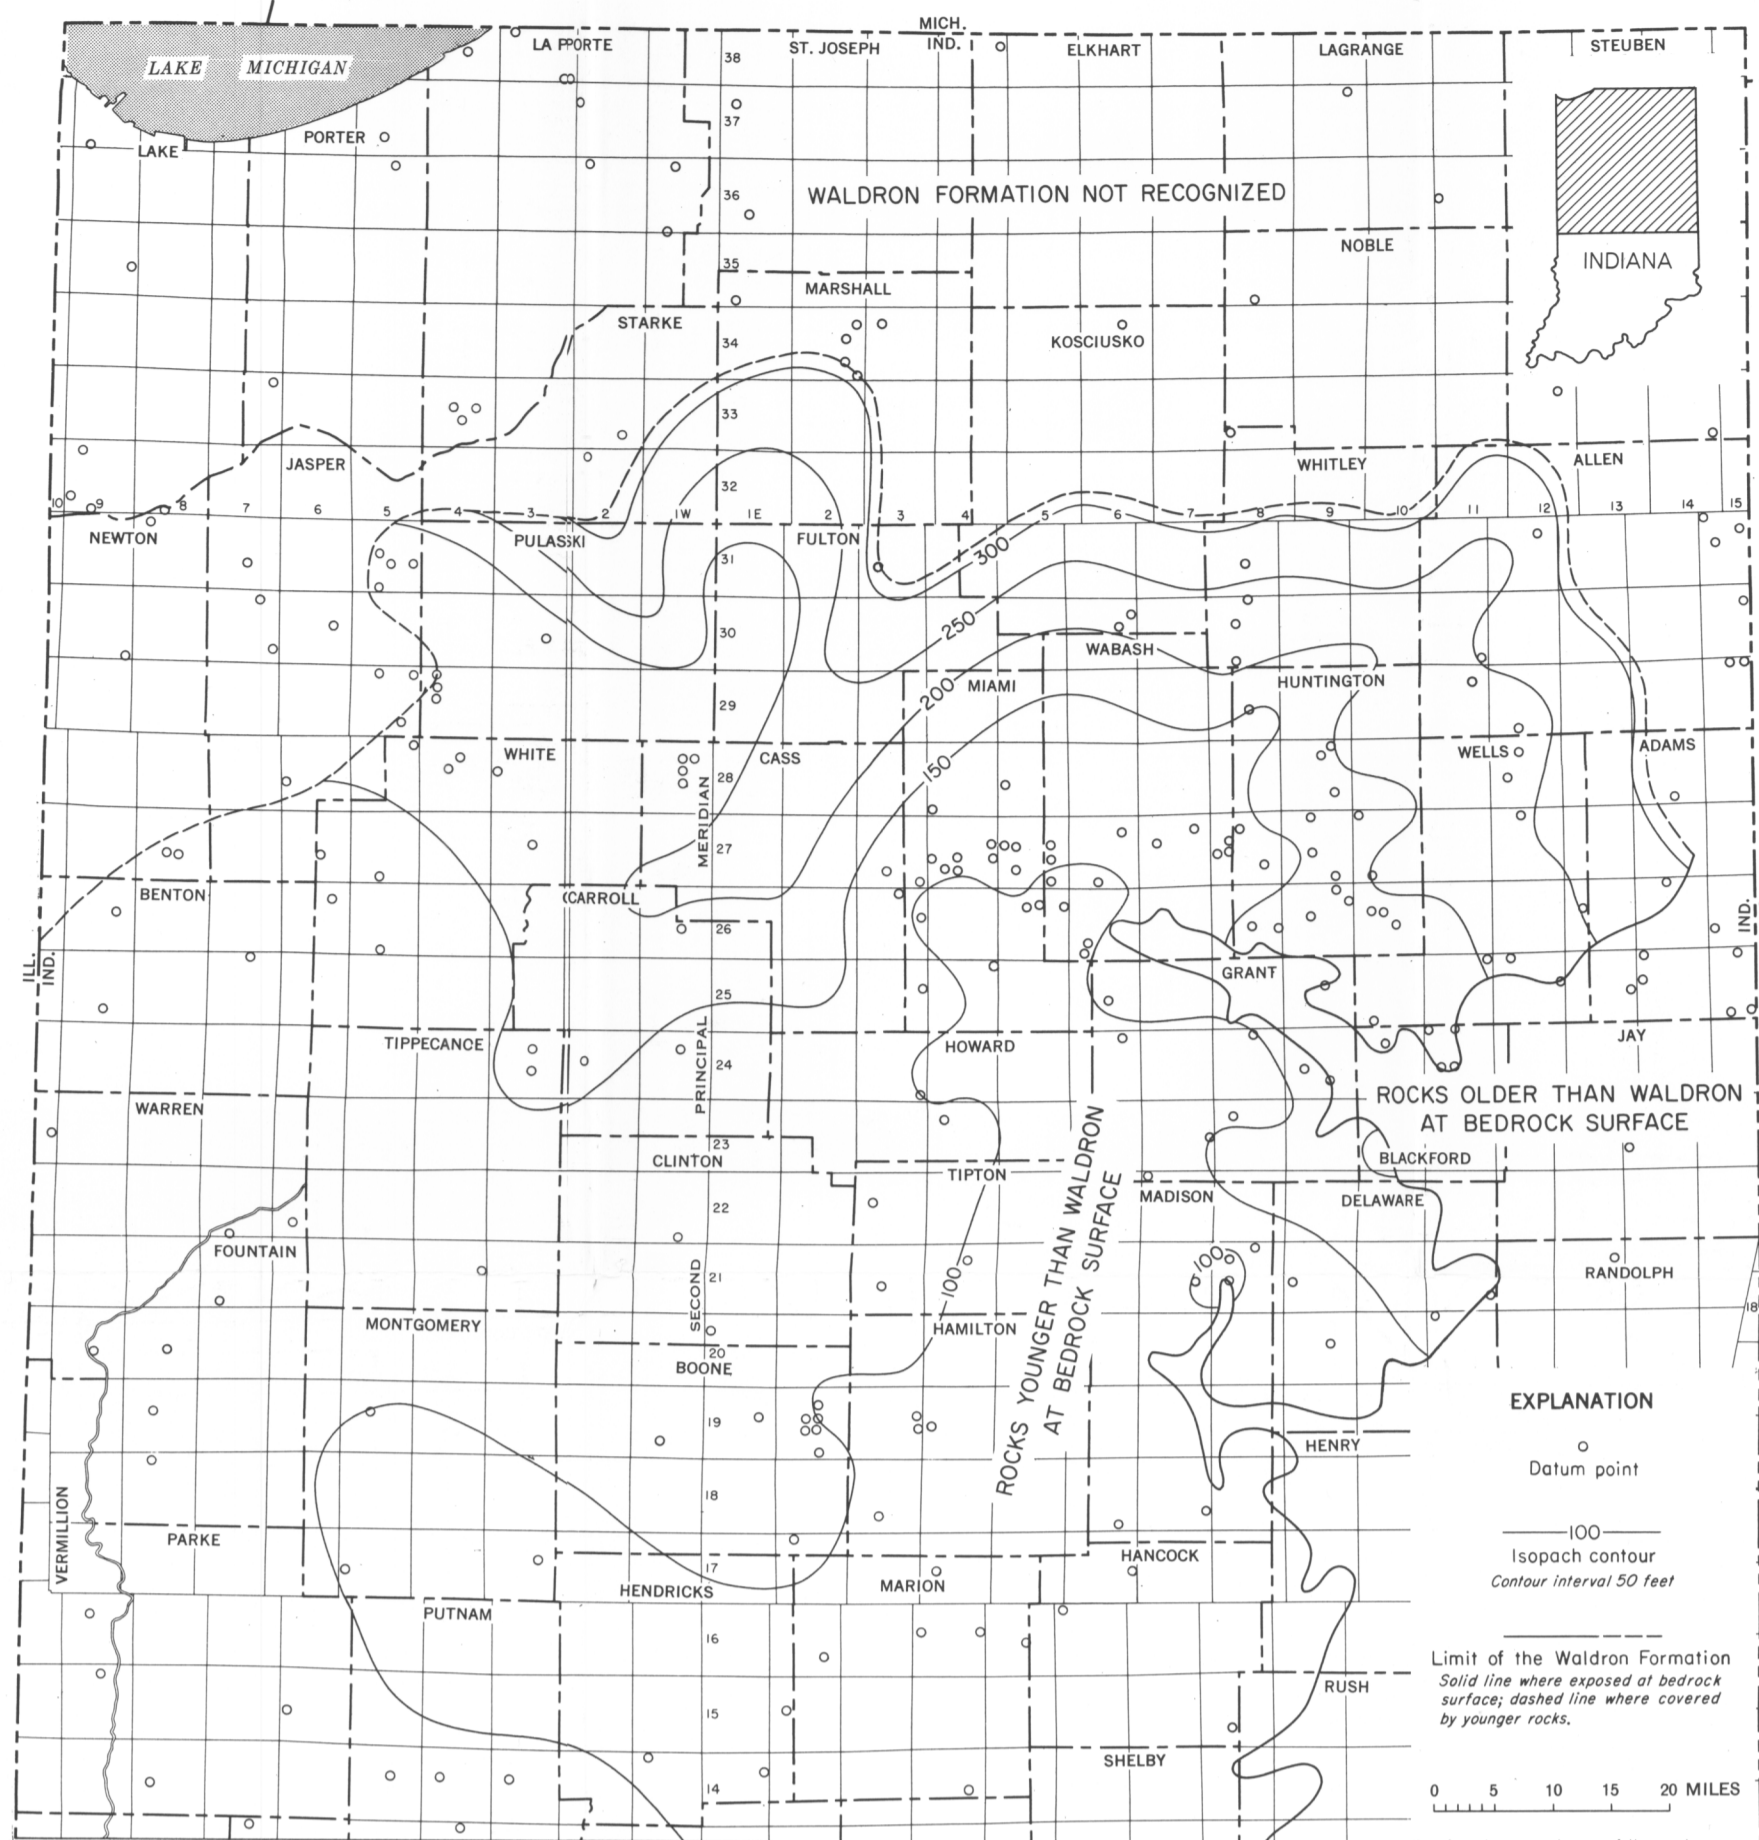 MICH.
IND.
LA PORTE
ST. JOSEPH
ELKHART
LAGRANGE
STEUBEN
38
LAKE MICHIGAN
37
PORTER
LAKE
WALDRON FORMATION NOT RECOGNIZED
36
NOBLE
INDIANA
35
MARSHALL
STARKE
34
KOSCIUSKO
33
JASPER
WHITLEY
ALLEN
32
10 9 8 7 6 5 4 3 2 1W 1E 2 3 4 5 6 7 8 9 10 11 12 13 14 15
NEWTON
PULASKI
FULTON
300
31
250
30
WABASH
MIAMI
HUNTINGTON
200
29
WHITE
CASS
WELLS
ADAMS
150
28
MERIDIAN
27
BENTON
CARROLL
26
ILL.
IND.
IND.
GRANT
25
TIPPECANOE
HOWARD
JAY
24
PRINCIPAL
WARREN
ROCKS OLDER THAN WALDRON
AT BEDROCK SURFACE
23
CLINTON
TIPTON
BLACKFORD
MADISON
DELAWARE
22
ROCKS YOUNGER THAN WALDRON
AT BEDROCK SURFACE
FOUNTAIN
100
21
100
RANDOLPH
SECOND
18
MONTGOMERY
HAMILTON
20
BOONE
19
HENRY
EXPLANATION
Datum point
18
VERMILLION
PARKE
100
Isopach contour
Contour interval 50 feet
HANCOCK
17
HENDRICKS
MARION
PUTNAM
16
Limit of the Waldron Formation
Solid line where exposed at bedrock
surface; dashed line where covered
by younger rocks.
RUSH
15
SHELBY
14
0 5 10 15 20 MILES